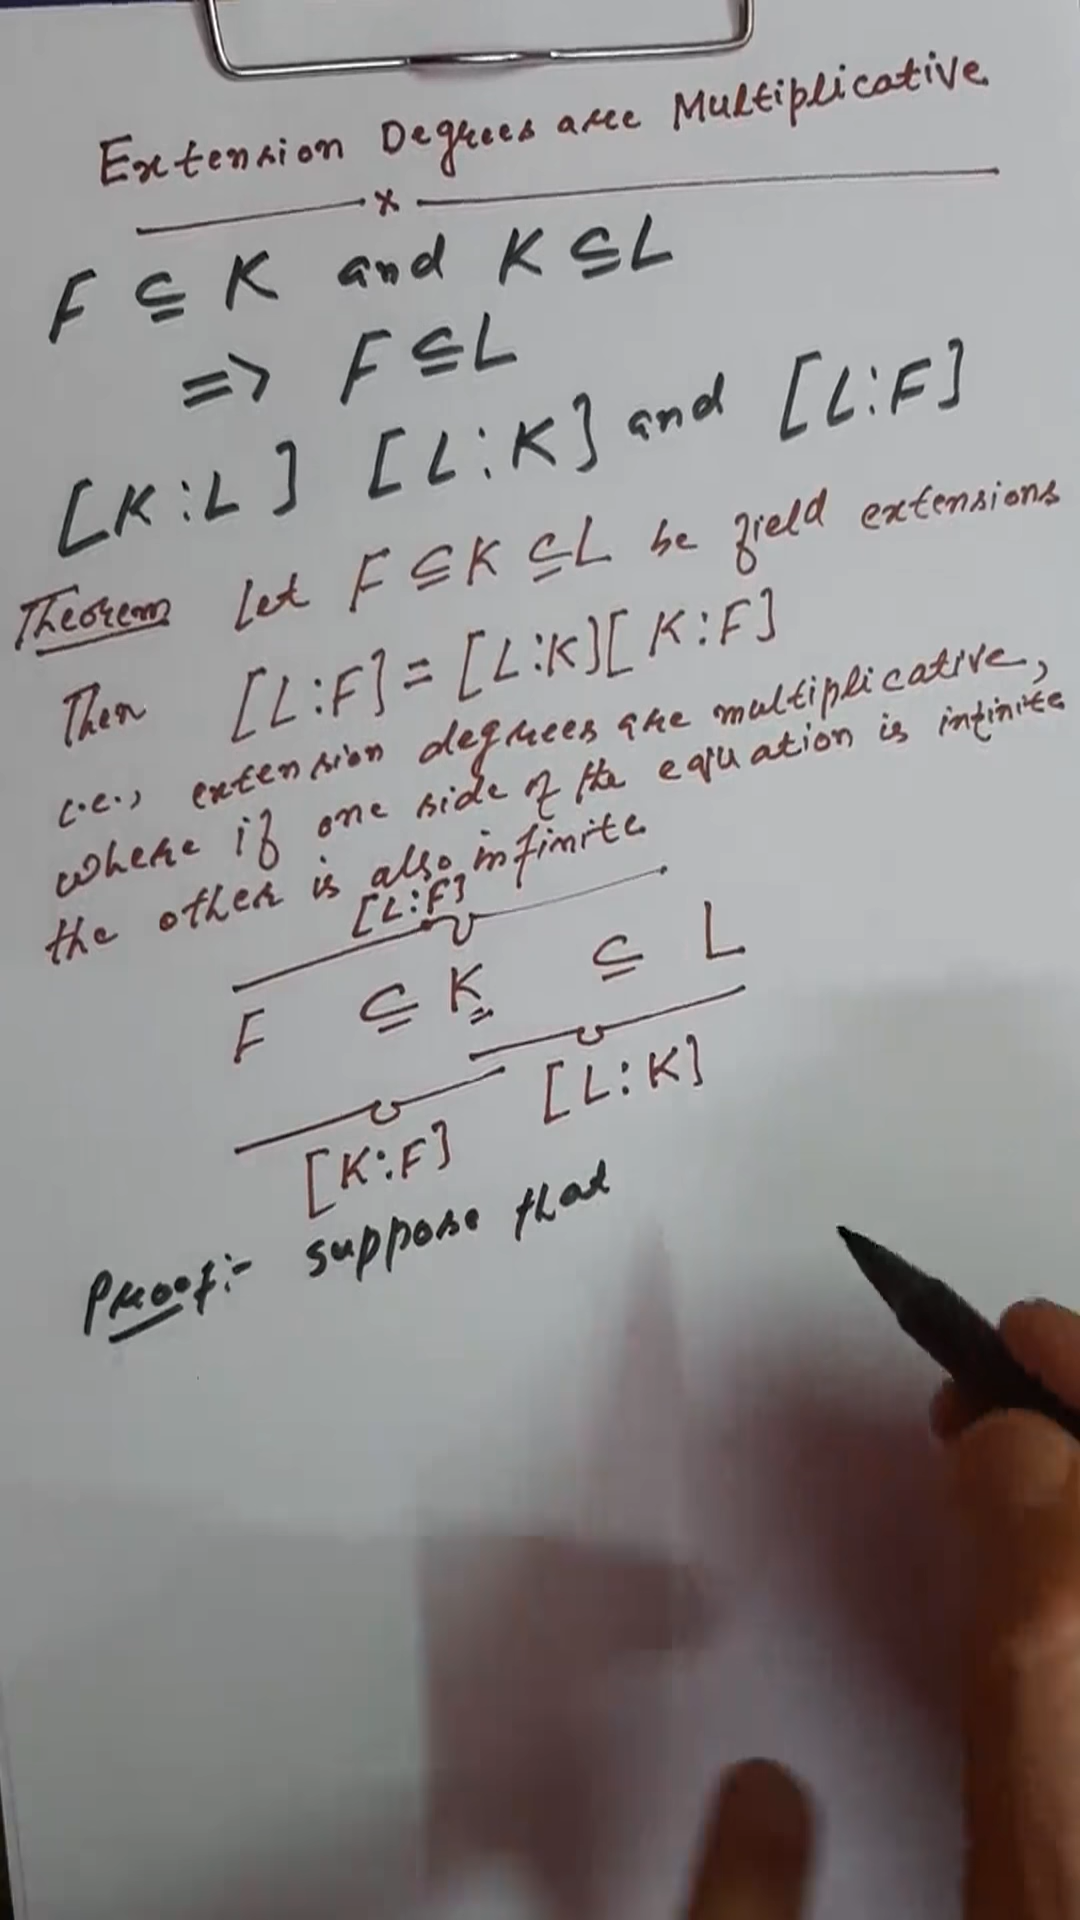 Extension Degrees are Multiplicative
x
F ⊆ K and K ⊆ L
=> F ⊆ L
[K:L] [L:K] and [L:F]
Theorem Let F ⊆ K ⊆ L be field extensions
Then [L:F] = [L:K][K:F]
i.e., extension degrees are multiplicative,
where if one side of the equation is infinite
the other is also infinite.
[L:F]
F ⊆ K ⊆ L
[L:K]
[K:F]
Proof:- suppose that